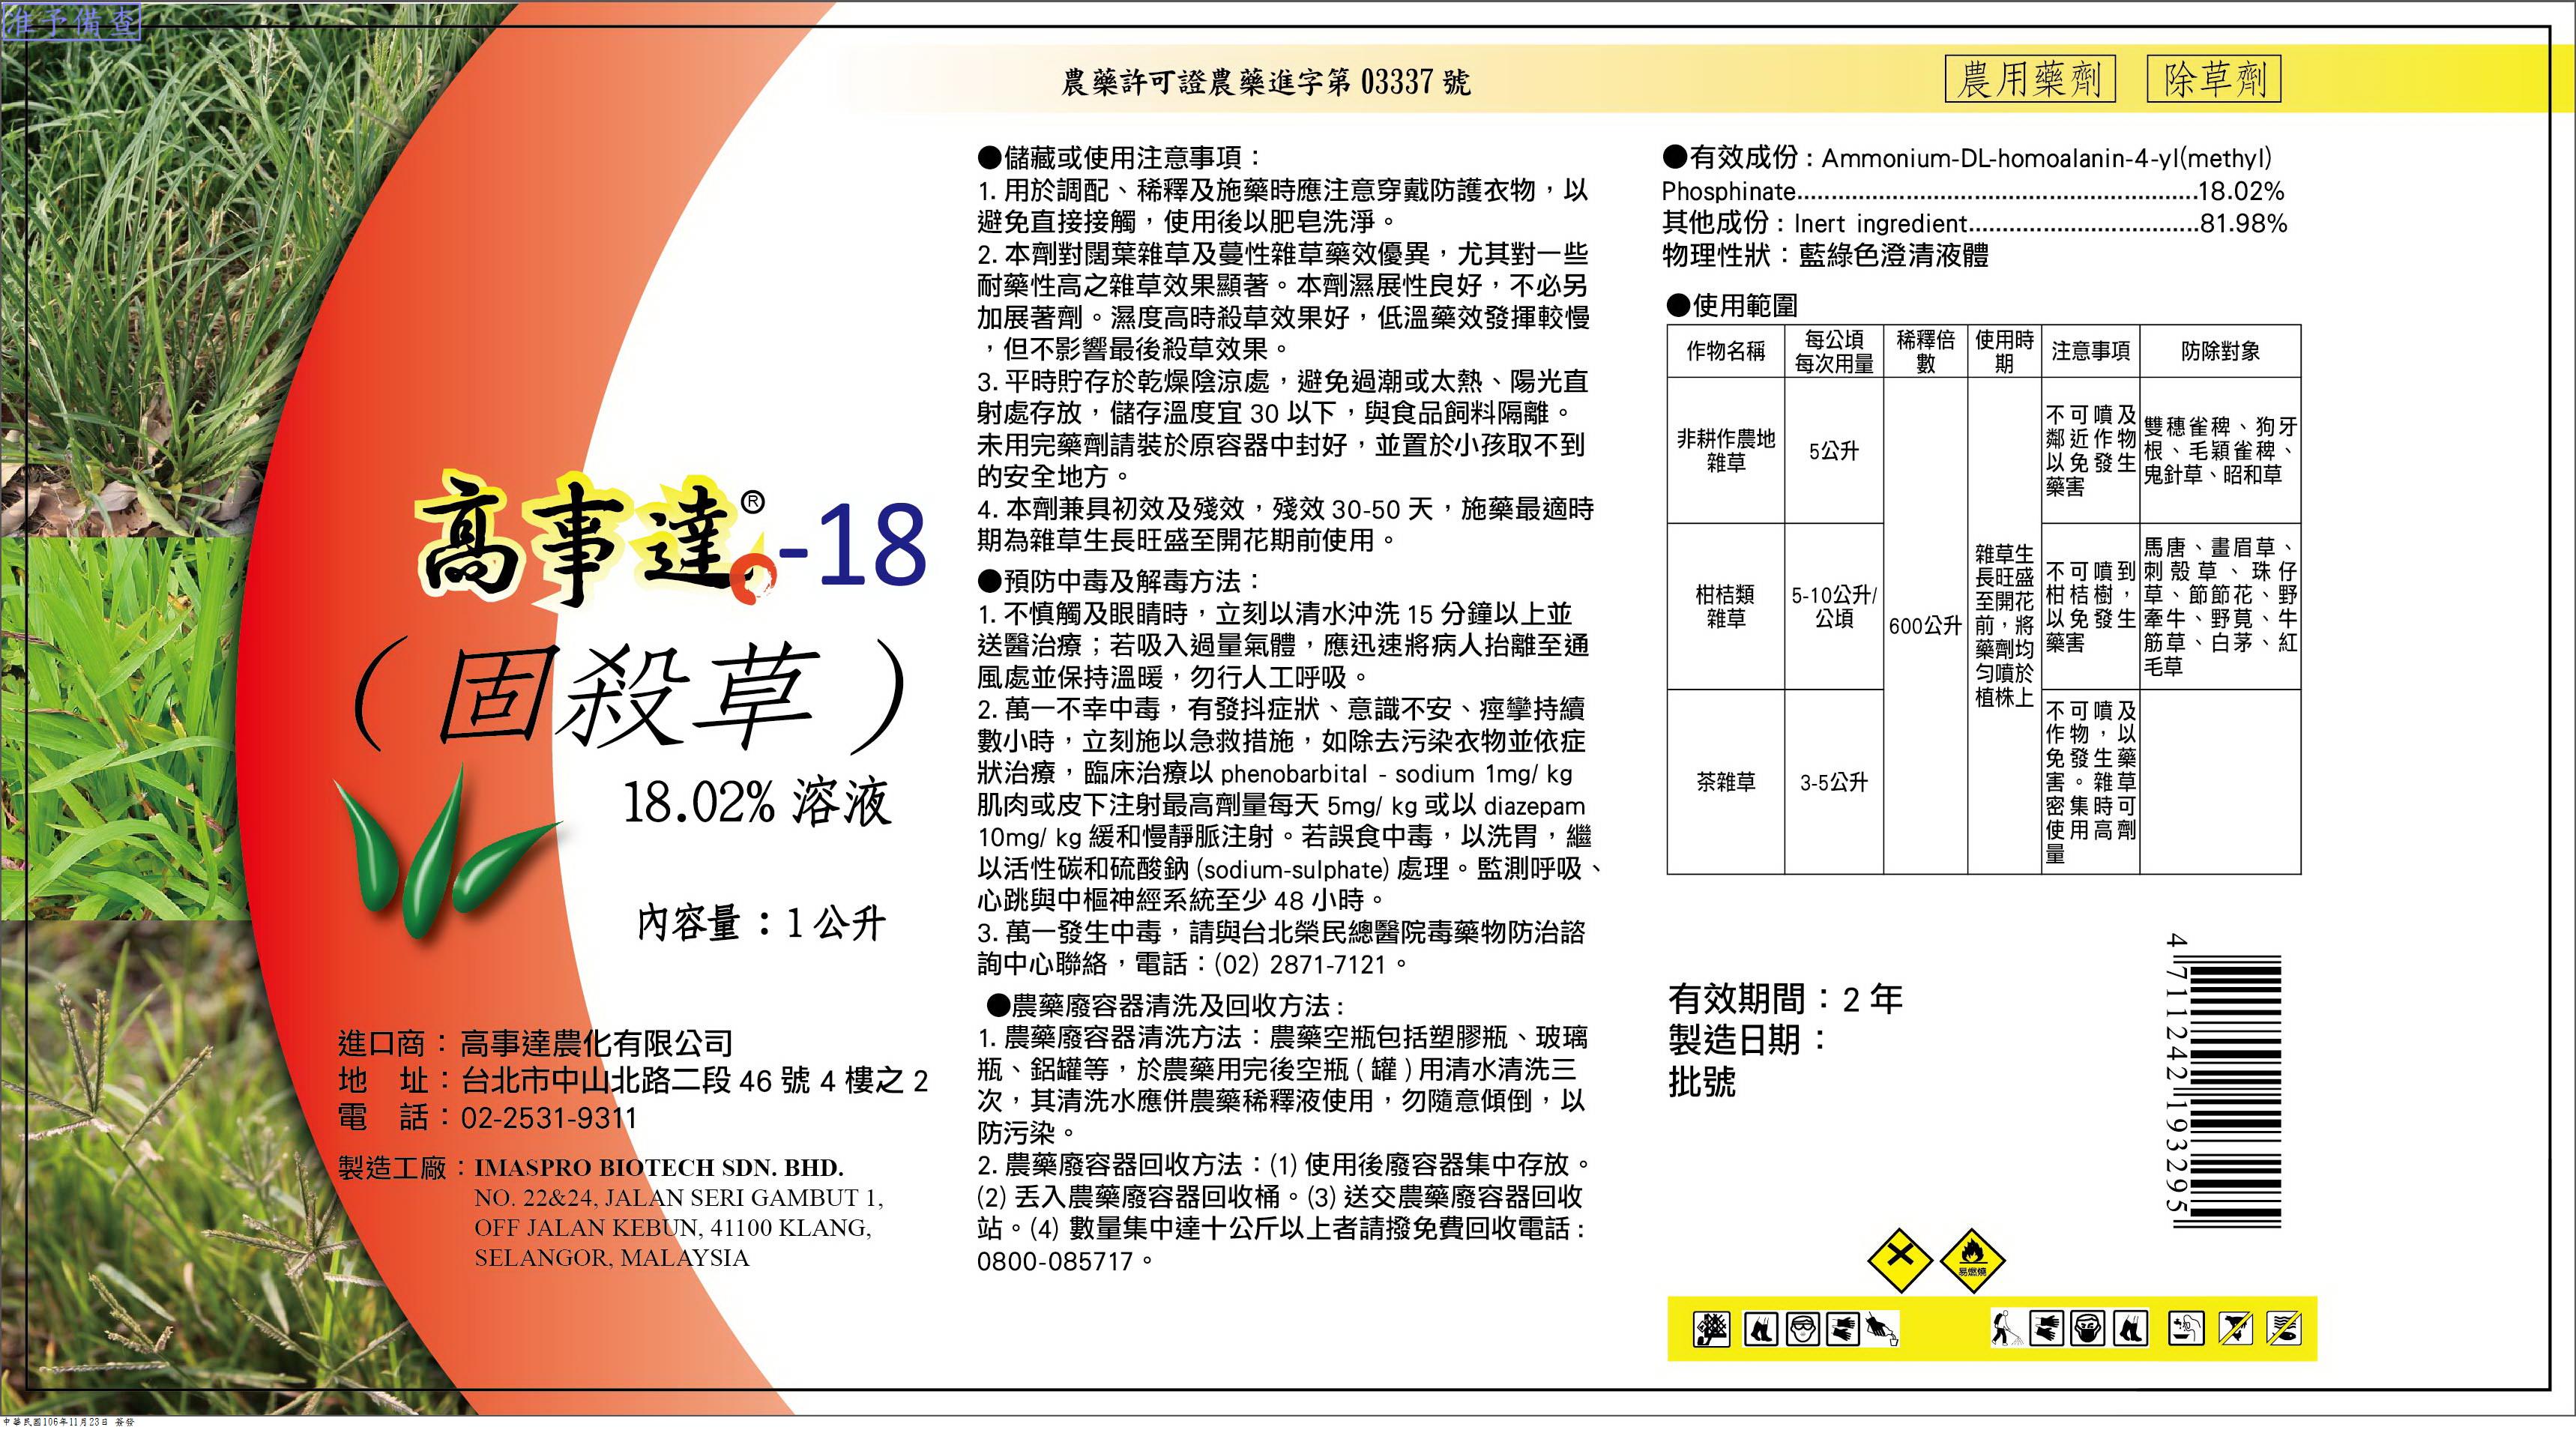 准予備查
農藥許可證農藥進字第 03337 號
農用藥劑
除草劑
高事達®-18
(固殺草)
18.02% 溶液
內容量：1 公升
進口商：高事達農化有限公司
地　址：台北市中山北路二段 46 號 4 樓之 2
電　話：02-2531-9311
製造工廠：IMASPRO BIOTECH SDN. BHD.
NO. 22&24, JALAN SERI GAMBUT 1,
OFF JALAN KEBUN, 41100 KLANG,
SELANGOR, MALAYSIA
●儲藏或使用注意事項：
1. 用於調配、稀釋及施藥時應注意穿戴防護衣物，以
避免直接接觸，使用後以肥皂洗淨。
2. 本劑對闊葉雜草及蔓性雜草藥效優異，尤其對一些
耐藥性高之雜草效果顯著。本劑濕展性良好，不必另
加展著劑。濕度高時殺草效果好，低溫藥效發揮較慢
，但不影響最後殺草效果。
3. 平時貯存於乾燥陰涼處，避免過潮或太熱、陽光直
射處存放，儲存溫度宜 30 以下，與食品飼料隔離。
未用完藥劑請裝於原容器中封好，並置於小孩取不到
的安全地方。
4. 本劑兼具初效及殘效，殘效 30-50 天，施藥最適時
期為雜草生長旺盛至開花期前使用。
●預防中毒及解毒方法：
1. 不慎觸及眼睛時，立刻以清水沖洗 15 分鐘以上並
送醫治療；若吸入過量氣體，應迅速將病人抬離至通
風處並保持溫暖，勿行人工呼吸。
2. 萬一不幸中毒，有發抖症狀、意識不安、痙攣持續
數小時，立刻施以急救措施，如除去污染衣物並依症
狀治療，臨床治療以 phenobarbital - sodium 1mg/ kg
肌肉或皮下注射最高劑量每天 5mg/ kg 或以 diazepam
10mg/ kg 緩和慢靜脈注射。若誤食中毒，以洗胃，繼
以活性碳和硫酸鈉 (sodium-sulphate) 處理。監測呼吸、
心跳與中樞神經系統至少 48 小時。
3. 萬一發生中毒，請與台北榮民總醫院毒藥物防治諮
詢中心聯絡，電話：(02) 2871-7121。
●農藥廢容器清洗及回收方法 :
1. 農藥廢容器清洗方法：農藥空瓶包括塑膠瓶、玻璃
瓶、鋁罐等，於農藥用完後空瓶 ( 罐 ) 用清水清洗三
次，其清洗水應併農藥稀釋液使用，勿隨意傾倒，以
防污染。
2. 農藥廢容器回收方法：(1) 使用後廢容器集中存放。
(2) 丟入農藥廢容器回收桶。(3) 送交農藥廢容器回收
站。(4) 數量集中達十公斤以上者請撥免費回收電話 :
0800-085717。
●有效成份 : Ammonium-DL-homoalanin-4-yl(methyl)
Phosphinate..........................................................18.02%
其他成份 : Inert ingredient..................................81.98%
物理性狀：藍綠色澄清液體
●使用範圍
作物名稱
每公頃
每次用量
稀釋倍
數
使用時
期
注意事項
防除對象
非耕作農地
雜草
5公升
不可噴及
鄰近作物
以免發生
藥害
雙穗雀稗、狗牙
根、毛穎雀稗、
鬼針草、昭和草
柑桔類
雜草
5-10公升/
公頃
600公升
雜草生
長旺盛
至開花
前，將
藥劑均
勻噴於
植株上
不可噴到
柑桔樹，
以免發生
藥害
馬唐、畫眉草、
刺殼草、珠仔
草、節節花、野
牽牛、野莧、牛
筋草、白茅、紅
毛草
茶雜草
3-5公升
不可噴及
作物，以
免發生藥
害。雜草
密集時可
使用高劑
量
有效期間：2 年
製造日期：
批號
4 711242 193295
易燃燒
中華民國106年11月23日 簽發